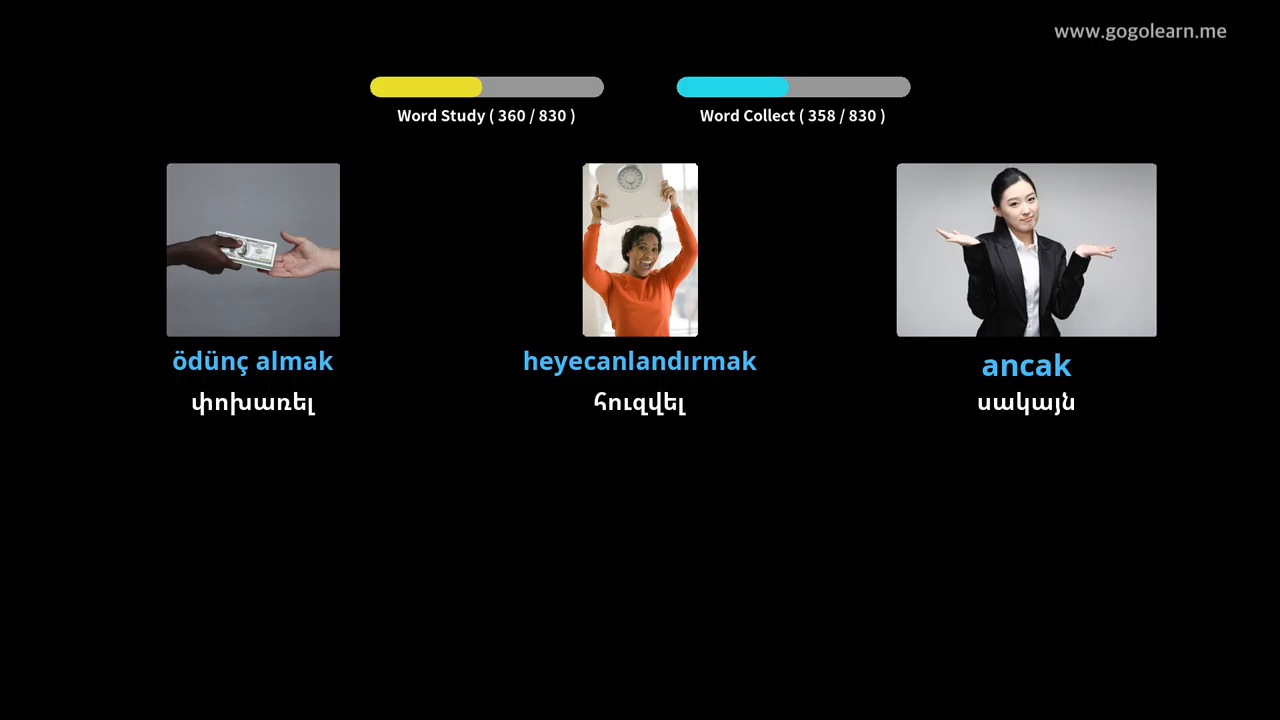 www.gogolearn.me
Word Study ( 360 / 830 )
Word Collect ( 358 / 830 )
ödünç almak
փոխառել
heyecanlandırmak
հուզվել
ancak
սակայն